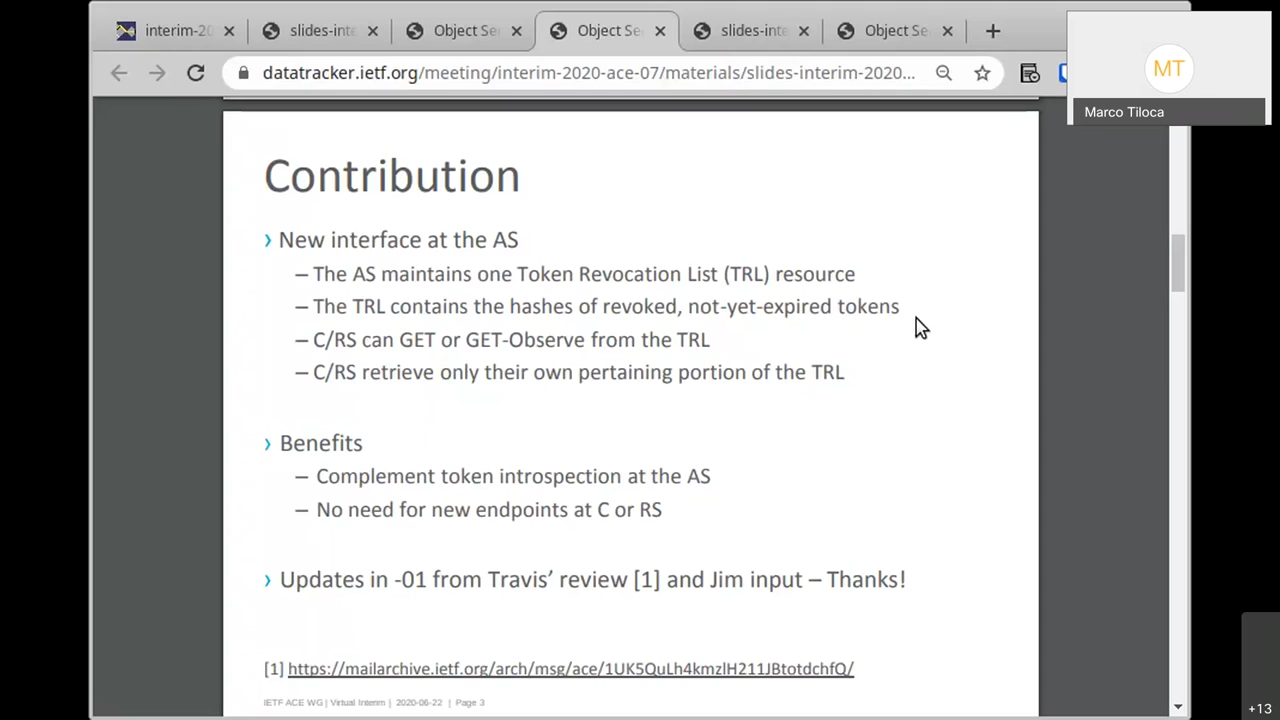 interim-20
slides-inte
Object Se
Object Se
slides-inte
Object Se
datatracker.ietf.org/meeting/interim-2020-ace-07/materials/slides-interim-2020...
MT
Marco Tiloca
Contribution
› New interface at the AS
– The AS maintains one Token Revocation List (TRL) resource
– The TRL contains the hashes of revoked, not-yet-expired tokens
– C/RS can GET or GET-Observe from the TRL
– C/RS retrieve only their own pertaining portion of the TRL
› Benefits
– Complement token introspection at the AS
– No need for new endpoints at C or RS
› Updates in -01 from Travis’ review [1] and Jim input – Thanks!
[1] https://mailarchive.ietf.org/arch/msg/ace/1UK5QuLh4kmzlH211JBtotdchfQ/
IETF ACE WG | Virtual Interim | 2020-06-22 | Page 3
+13